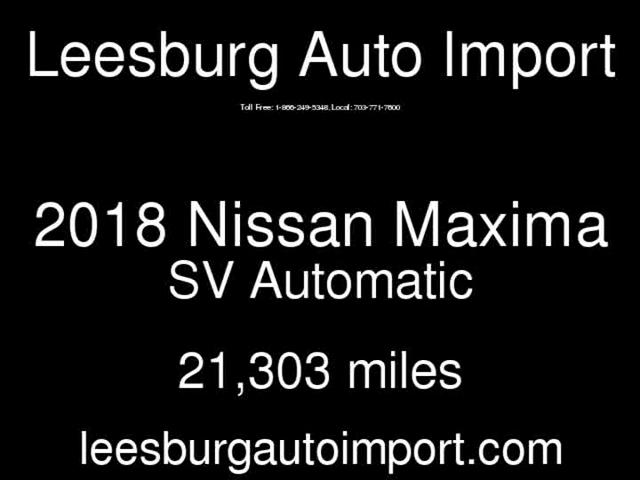 Leesburg Auto Import
Toll Free: 1-866-249-5348, Local: 703-771-7600
2018 Nissan Maxima
SV Automatic
21,303 miles
leesburgautoimport.com